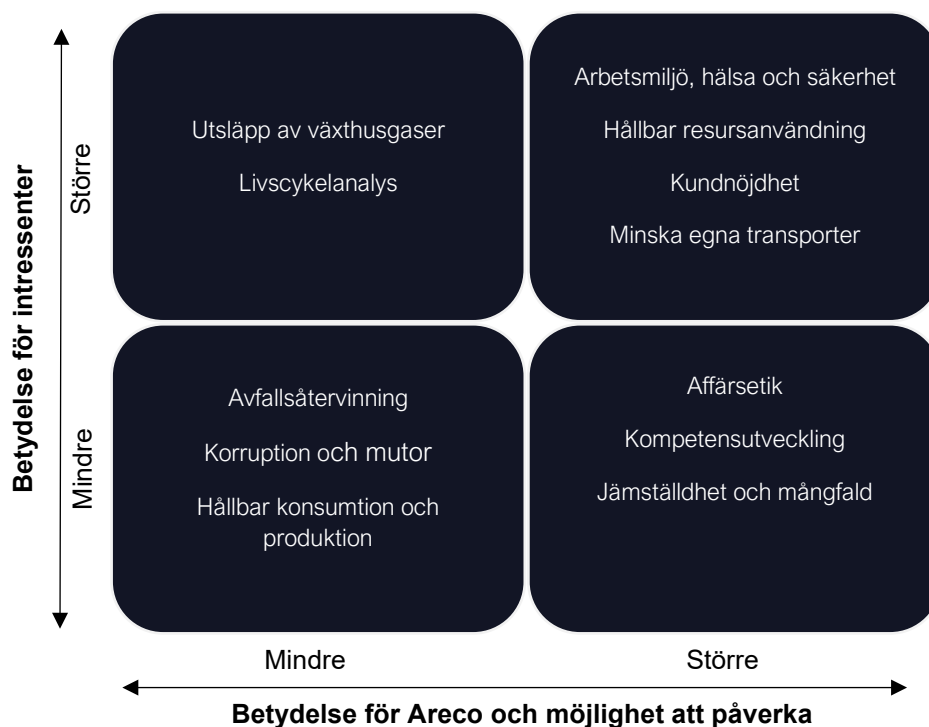 Betydelse för intressenter
Större
Mindre
Utsläpp av växthusgaser
Livscykelanalys
Arbetsmiljö, hälsa och säkerhet
Hållbar resursanvändning
Kundnöjdhet
Minska egna transporter
Avfallsåtervinning
Korruption och mutor
Hållbar konsumtion och
produktion
Affärsetik
Kompetensutveckling
Jämställdhet och mångfald
Mindre
Större
Betydelse för Areco och möjlighet att påverka